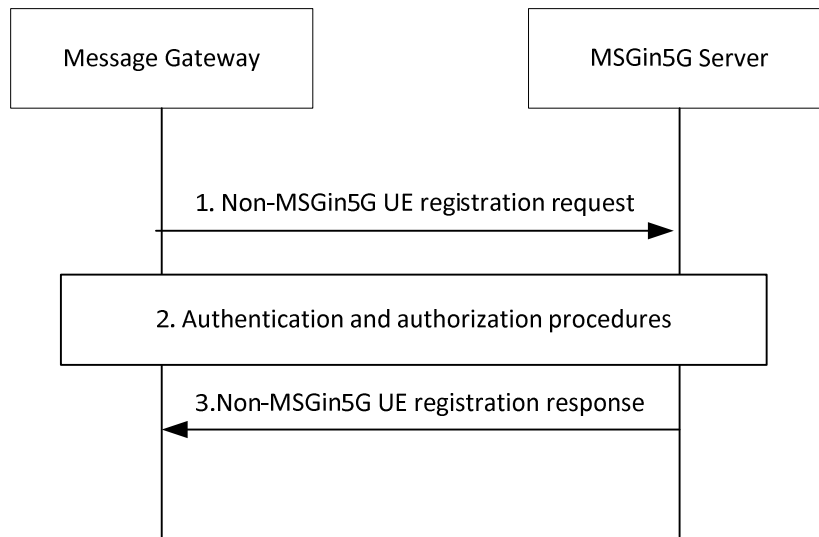 Message Gateway
MSGin5G Server
1. Non-MSGin5G UE registration request
2. Authentication and authorization procedures
3.Non-MSGin5G UE registration response